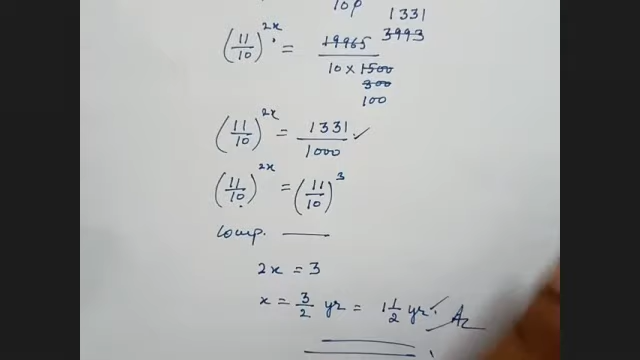 10p 1331
(11/10)^2x = 19965 3993
10 × 1500
300
100
(11/10)^2x = 1331/1000 ✓
(11/10)^2x = (11/10)^3
Comp.
2x = 3
x = 3/2 yr = 1 1/2 yr.